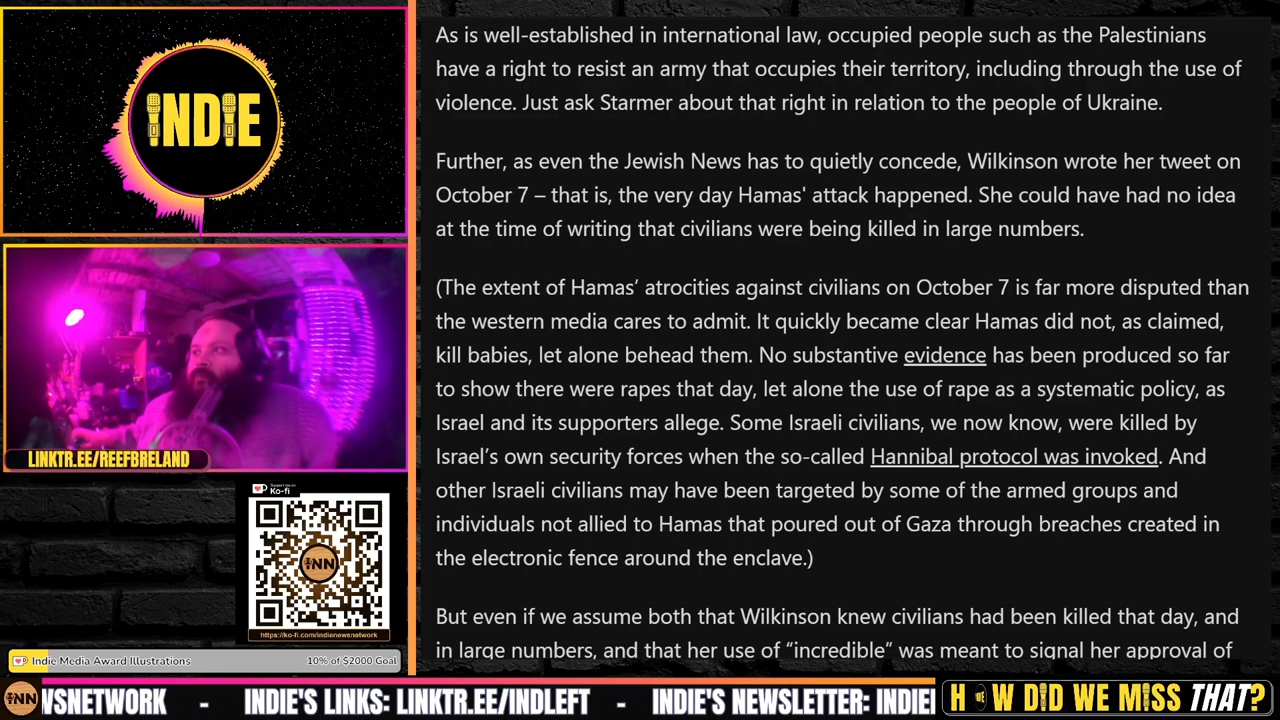 INDIE
LINKTR.EE/REEFBRELAND
Support me on
Ko-fi
INN
https://ko-fi.com/indienewsnetwork
Indie Media Award Illustrations
10% of $2000 Goal
As is well-established in international law, occupied people such as the Palestinians
have a right to resist an army that occupies their territory, including through the use of
violence. Just ask Starmer about that right in relation to the people of Ukraine.
Further, as even the Jewish News has to quietly concede, Wilkinson wrote her tweet on
October 7 – that is, the very day Hamas' attack happened. She could have had no idea
at the time of writing that civilians were being killed in large numbers.
(The extent of Hamas’ atrocities against civilians on October 7 is far more disputed than
the western media cares to admit. It quickly became clear Hamas did not, as claimed,
kill babies, let alone behead them. No substantive evidence has been produced so far
to show there were rapes that day, let alone the use of rape as a systematic policy, as
Israel and its supporters allege. Some Israeli civilians, we now know, were killed by
Israel’s own security forces when the so-called Hannibal protocol was invoked. And
other Israeli civilians may have been targeted by some of the armed groups and
individuals not allied to Hamas that poured out of Gaza through breaches created in
the electronic fence around the enclave.)
But even if we assume both that Wilkinson knew civilians had been killed that day, and
in large numbers, and that her use of “incredible” was meant to signal her approval of
INN
WSNETWORK - INDIE'S LINKS: LINKTR.EE/INDLEFT - INDIE'S NEWSLETTER: INDIE
HOW DID WE MISS THAT?